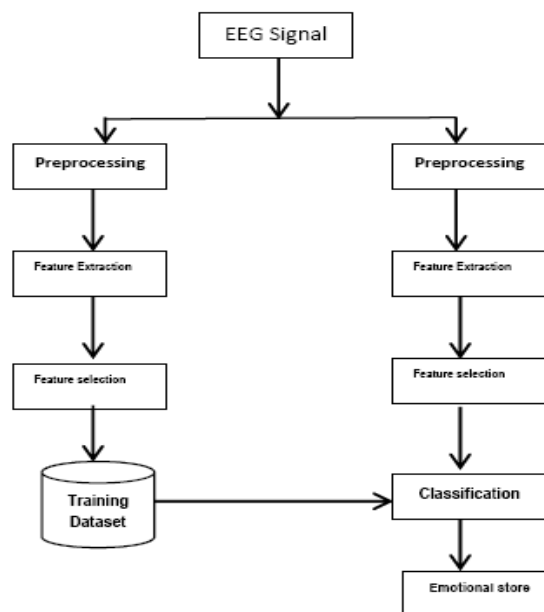 EEG Signal
Preprocessing
Preprocessing
Feature Extraction
Feature Extraction
Feature selection
Feature selection
Training
Dataset
Classification
Emotional store